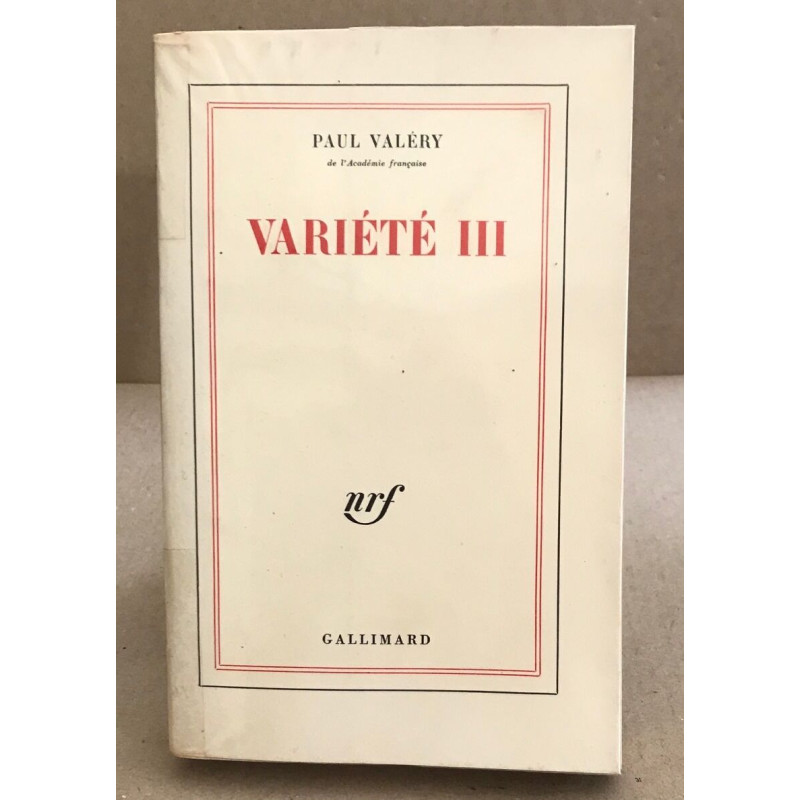 PAUL VALÉRY
de l'Académie française
VARIÉTÉ III
nrf
GALLIMARD